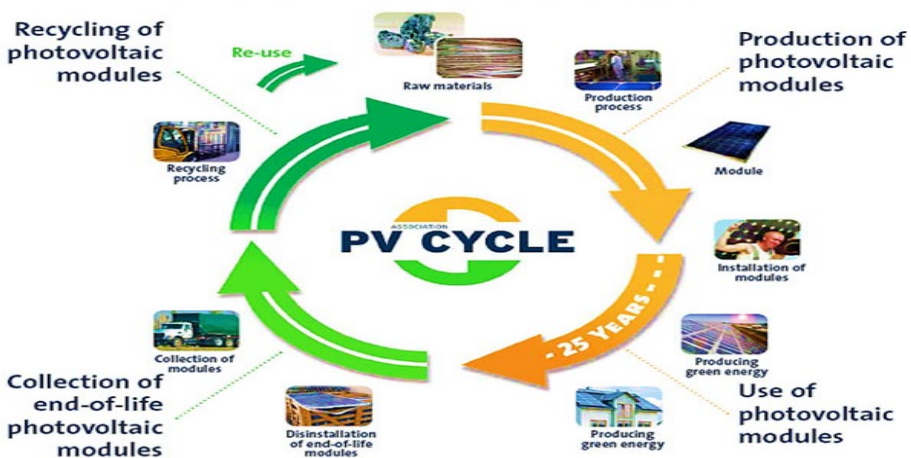 Recycling of
photovoltaic
modules
Re-use
Raw materials
Production of
photovoltaic
modules
Production
process
Module
Recycling
process
ASSOCIATION
PV CYCLE
Installation of
modules
- 25 YEARS - - -
Producing
green energy
Collection of
modules
Collection of
end-of-life
photovoltaic
modules
Disinstallation
of end-of-life
modules
Producing
green energy
Use of
photovoltaic
modules